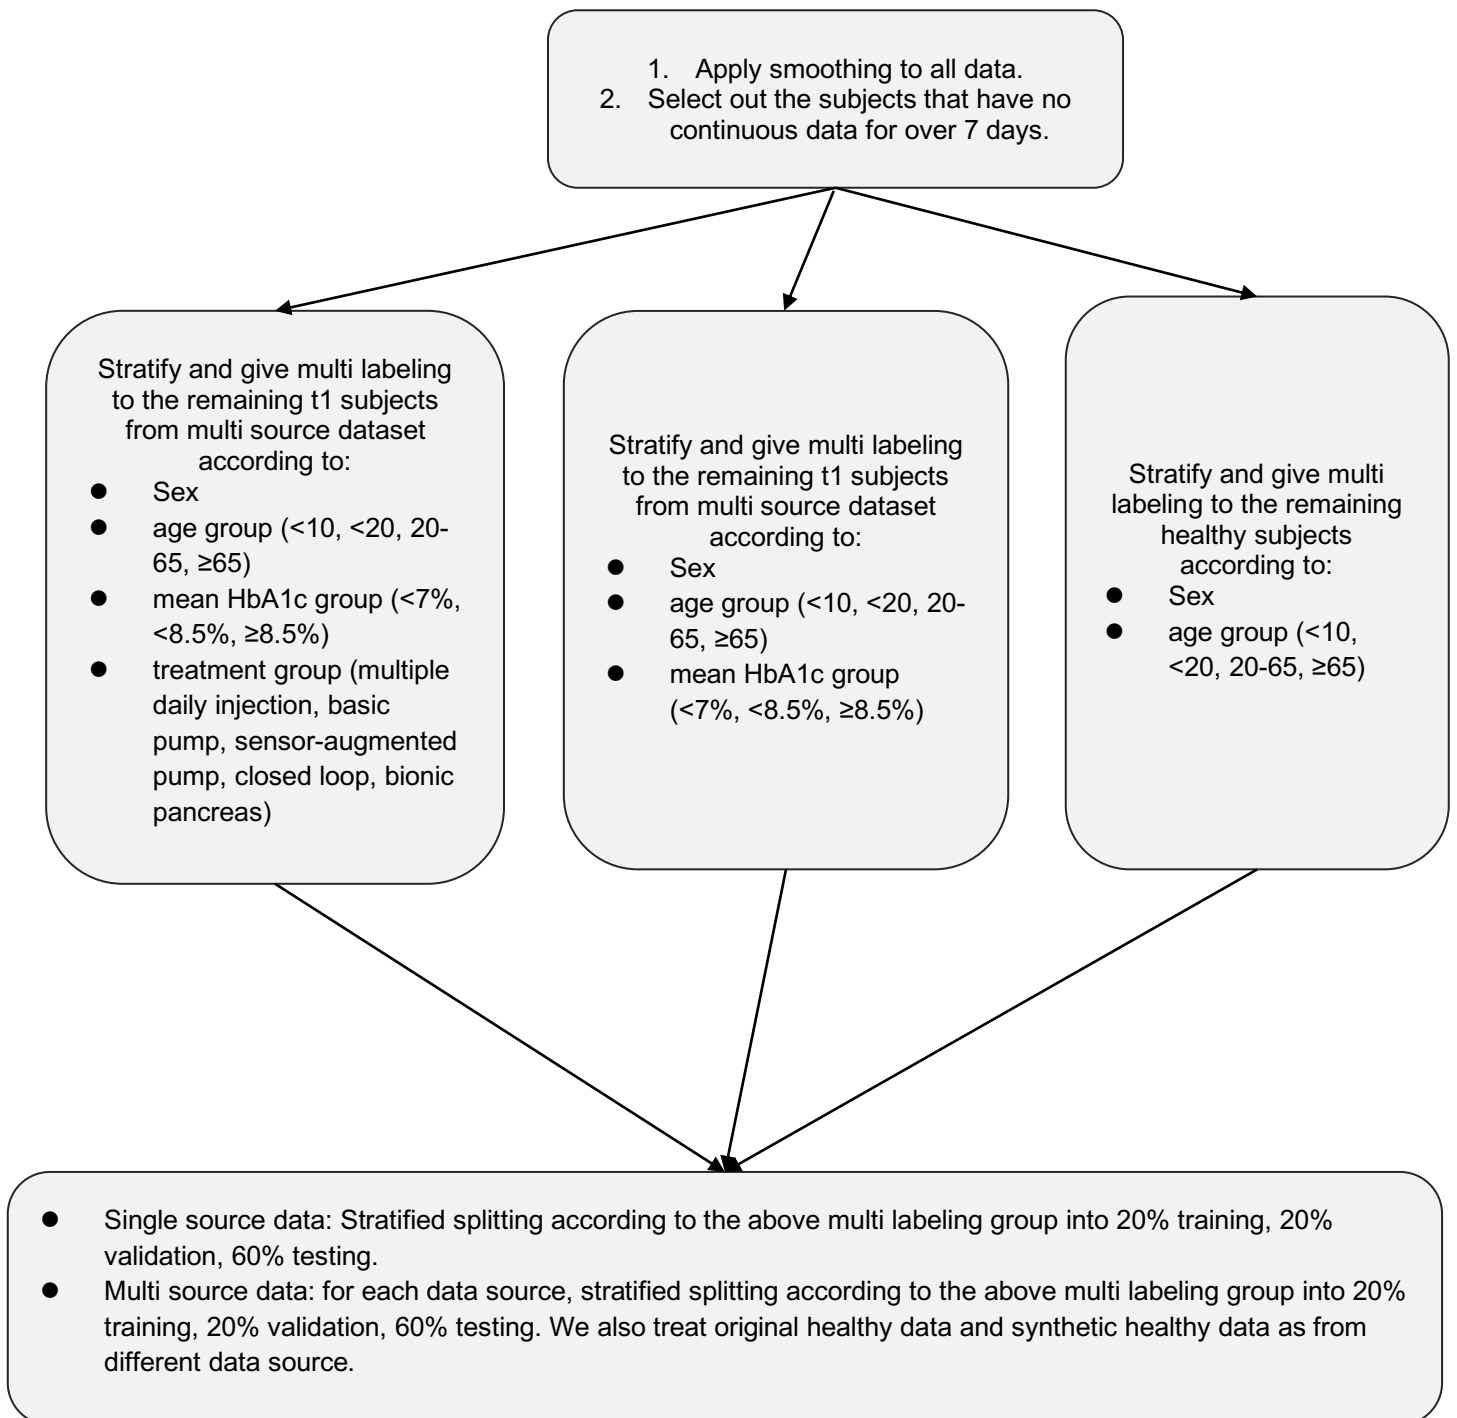 1. Apply smoothing to all data.
2. Select out the subjects that have no
continuous data for over 7 days.
Stratify and give multi labeling
to the remaining t1 subjects
from multi source dataset
according to:
● Sex
● age group (<10, <20, 20-
65, ≥65)
● mean HbA1c group (<7%,
<8.5%, ≥8.5%)
● treatment group (multiple
daily injection, basic
pump, sensor-augmented
pump, closed loop, bionic
pancreas)
Stratify and give multi labeling
to the remaining t1 subjects
from multi source dataset
according to:
● Sex
● age group (<10, <20, 20-
65, ≥65)
● mean HbA1c group
(<7%, <8.5%, ≥8.5%)
Stratify and give multi
labeling to the remaining
healthy subjects
according to:
● Sex
● age group (<10,
<20, 20-65, ≥65)
● Single source data: Stratified splitting according to the above multi labeling group into 20% training, 20%
validation, 60% testing.
● Multi source data: for each data source, stratified splitting according to the above multi labeling group into 20%
training, 20% validation, 60% testing. We also treat original healthy data and synthetic healthy data as from
different data source.